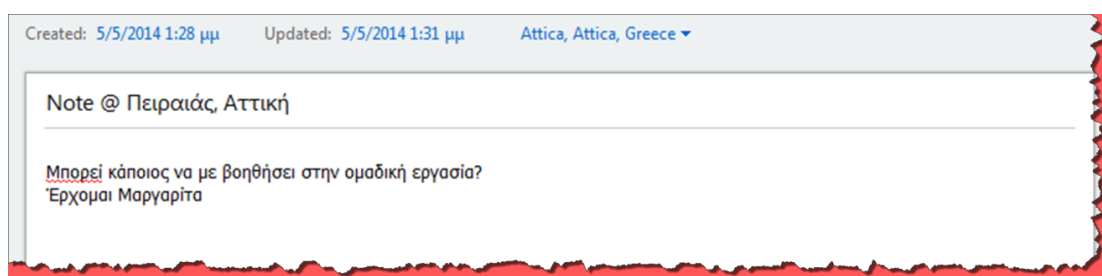 Created: 5/5/2014 1:28 μμ Updated: 5/5/2014 1:31 μμ Attica, Attica, Greece
Note @ Πειραιάς, Αττική
Μπορεί κάποιος να με βοηθήσει στην ομαδική εργασία?
Έρχομαι Μαργαρίτα